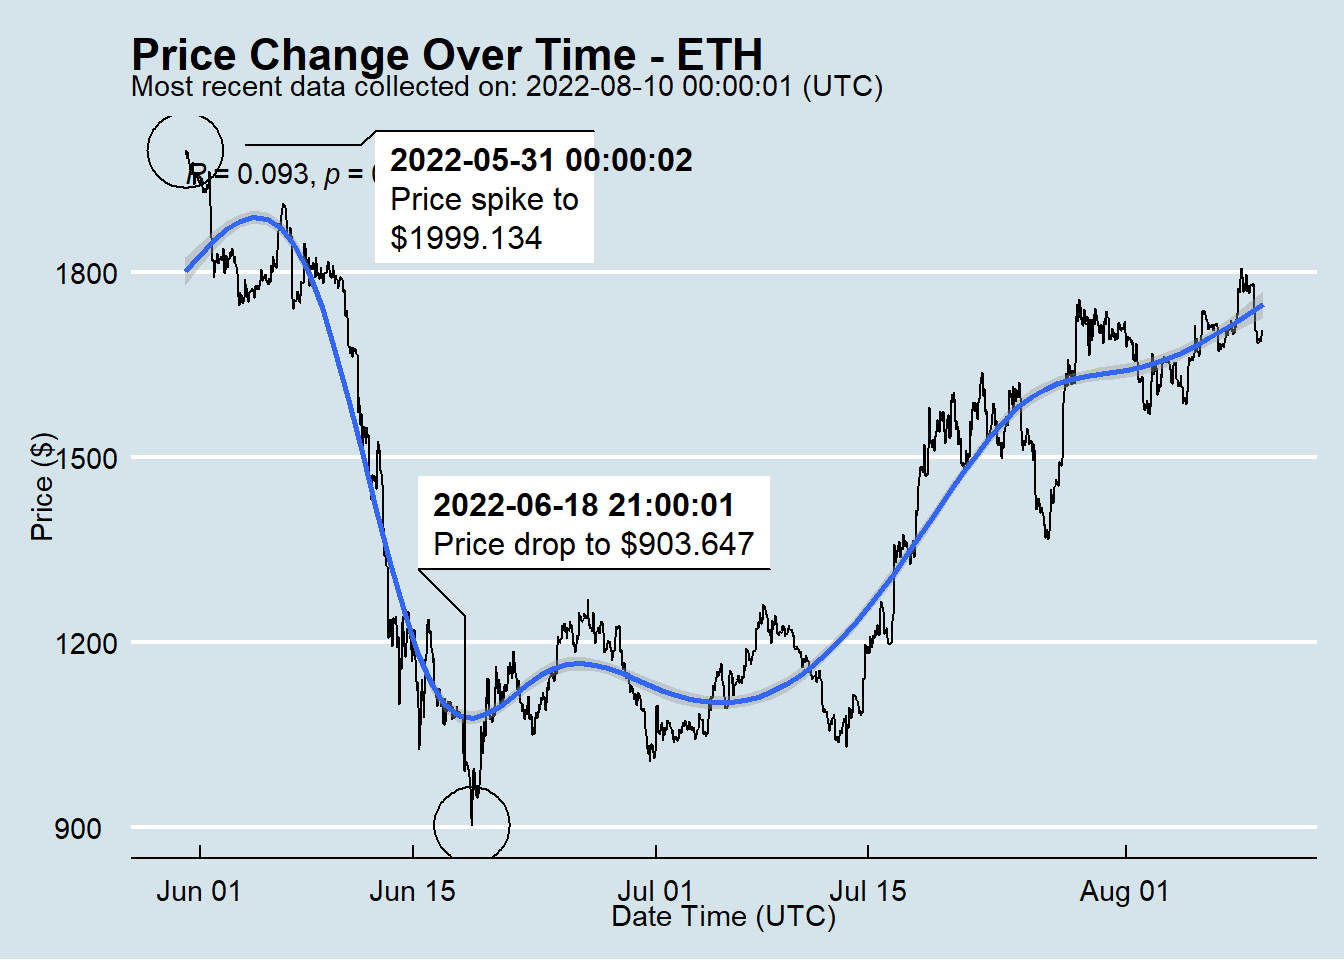 Price Change Over Time - ETH
Most recent data collected on: 2022-08-10 00:00:01 (UTC)
R = 0.093, p =
2022-05-31 00:00:02
Price spike to
$1999.134
1800
1500
1200
900
Price ($)
2022-06-18 21:00:01
Price drop to $903.647
Jun 01
Jun 15
Jul 01
Jul 15
Aug 01
Date Time (UTC)